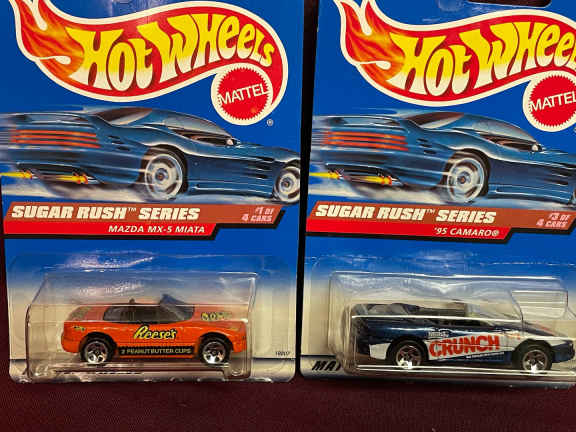 HOT WHEELS
MATTEL
®
SUGAR RUSH™ SERIES
#1 OF
4 CARS
MAZDA MX-5 MIATA
Reese's
2 PEANUT BUTTER CUPS
HOT WHEELS
MATTEL
SUGAR RUSH™ SERIES
#3 OF
4 CARS
'95 CAMARO®
Nestlé
CRUNCH